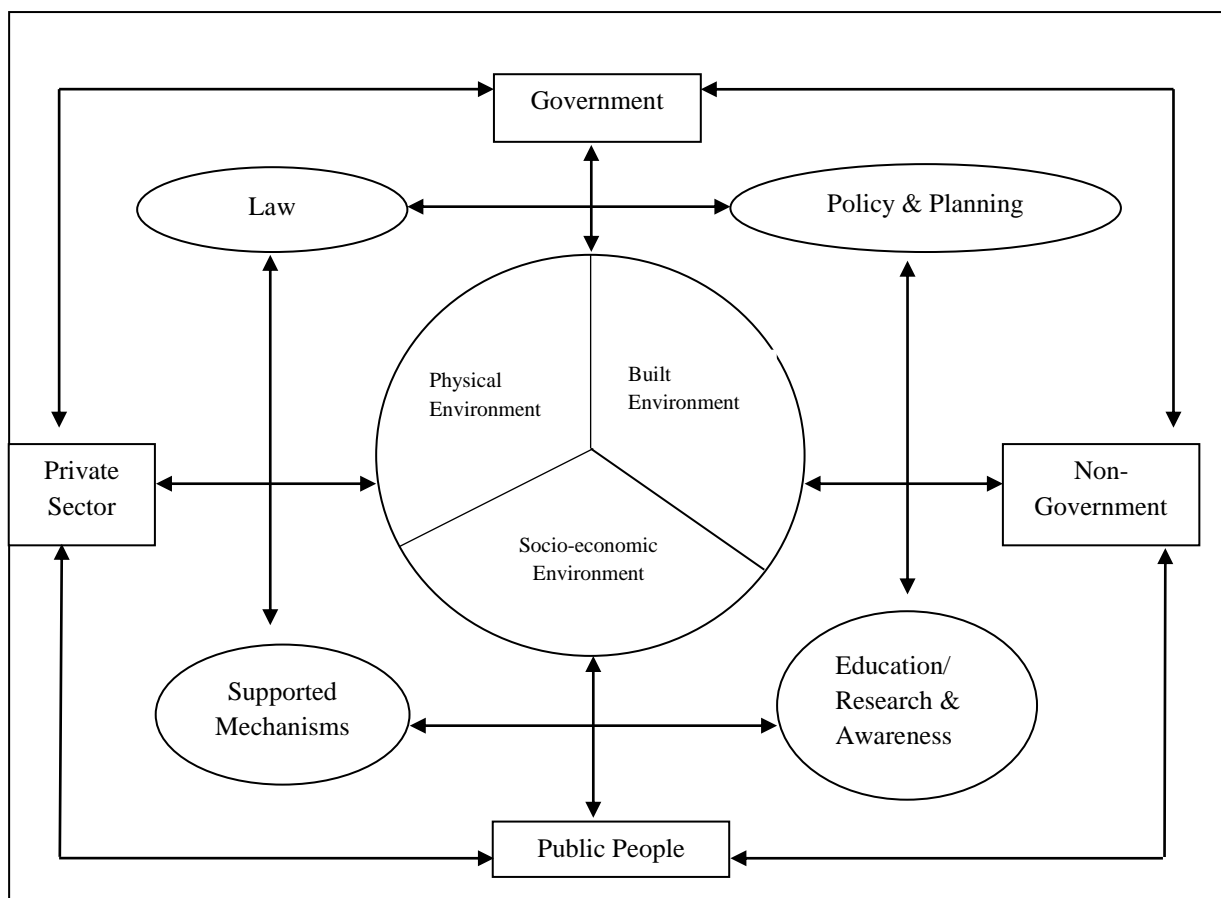 Government
Law
Policy & Planning
Physical
Environment
Built
Environment
Private
Sector
Non-
Government
Socio-economic
Environment
Supported
Mechanisms
Education/
Research &
Awareness
Public People